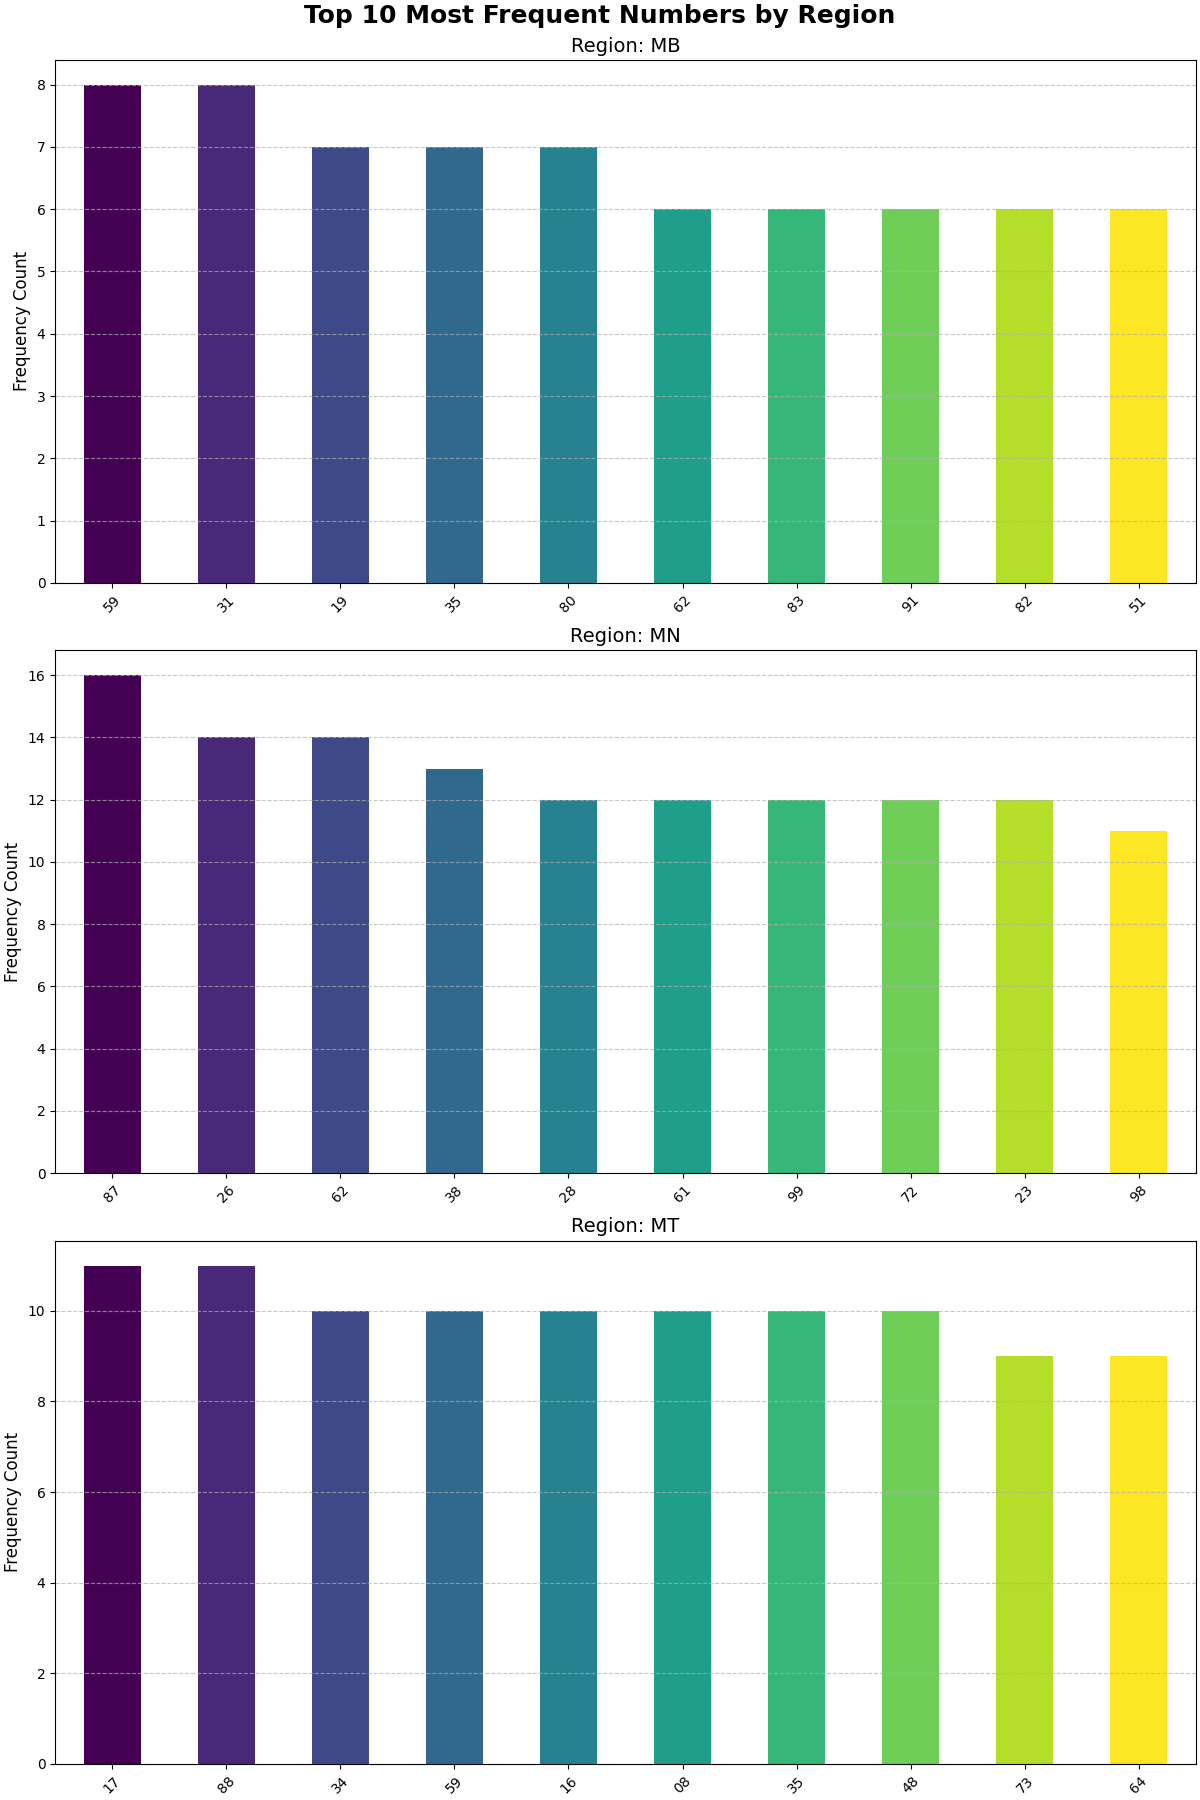 Top 10 Most Frequent Numbers by Region
Region: MB
Frequency Count
8
7
6
5
4
3
2
1
0
59 31 19 35 80 62 83 91 82 51
Region: MN
Frequency Count
16
14
12
10
8
6
4
2
0
87 26 62 38 28 61 99 72 23 98
Region: MT
Frequency Count
10
8
6
4
2
0
17 88 34 59 16 08 35 48 73 64